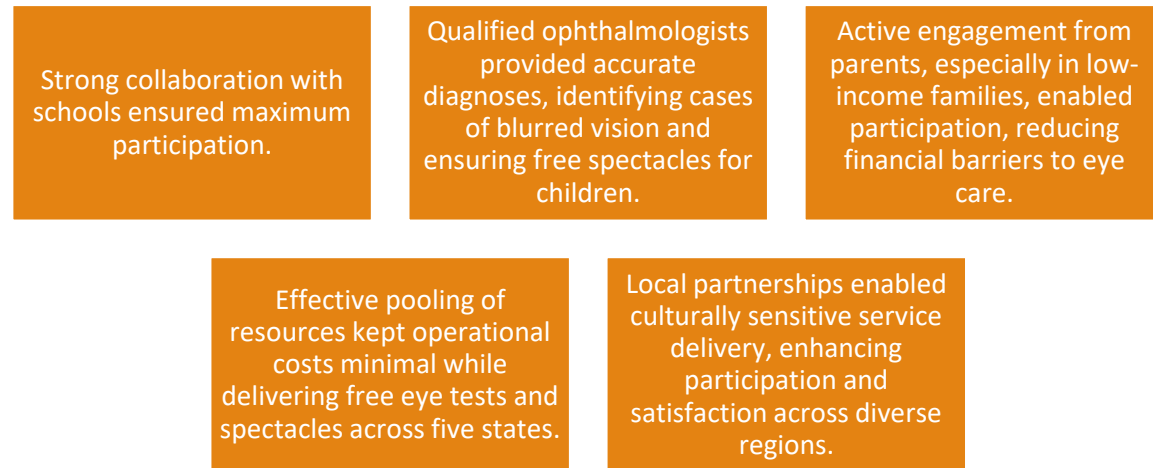 Strong collaboration with
schools ensured maximum
participation.
Qualified ophthalmologists
provided accurate
diagnoses, identifying cases
of blurred vision and
ensuring free spectacles for
children.
Active engagement from
parents, especially in low-
income families, enabled
participation, reducing
financial barriers to eye
care.
Effective pooling of
resources kept operational
costs minimal while
delivering free eye tests and
spectacles across five states.
Local partnerships enabled
culturally sensitive service
delivery, enhancing
participation and
satisfaction across diverse
regions.